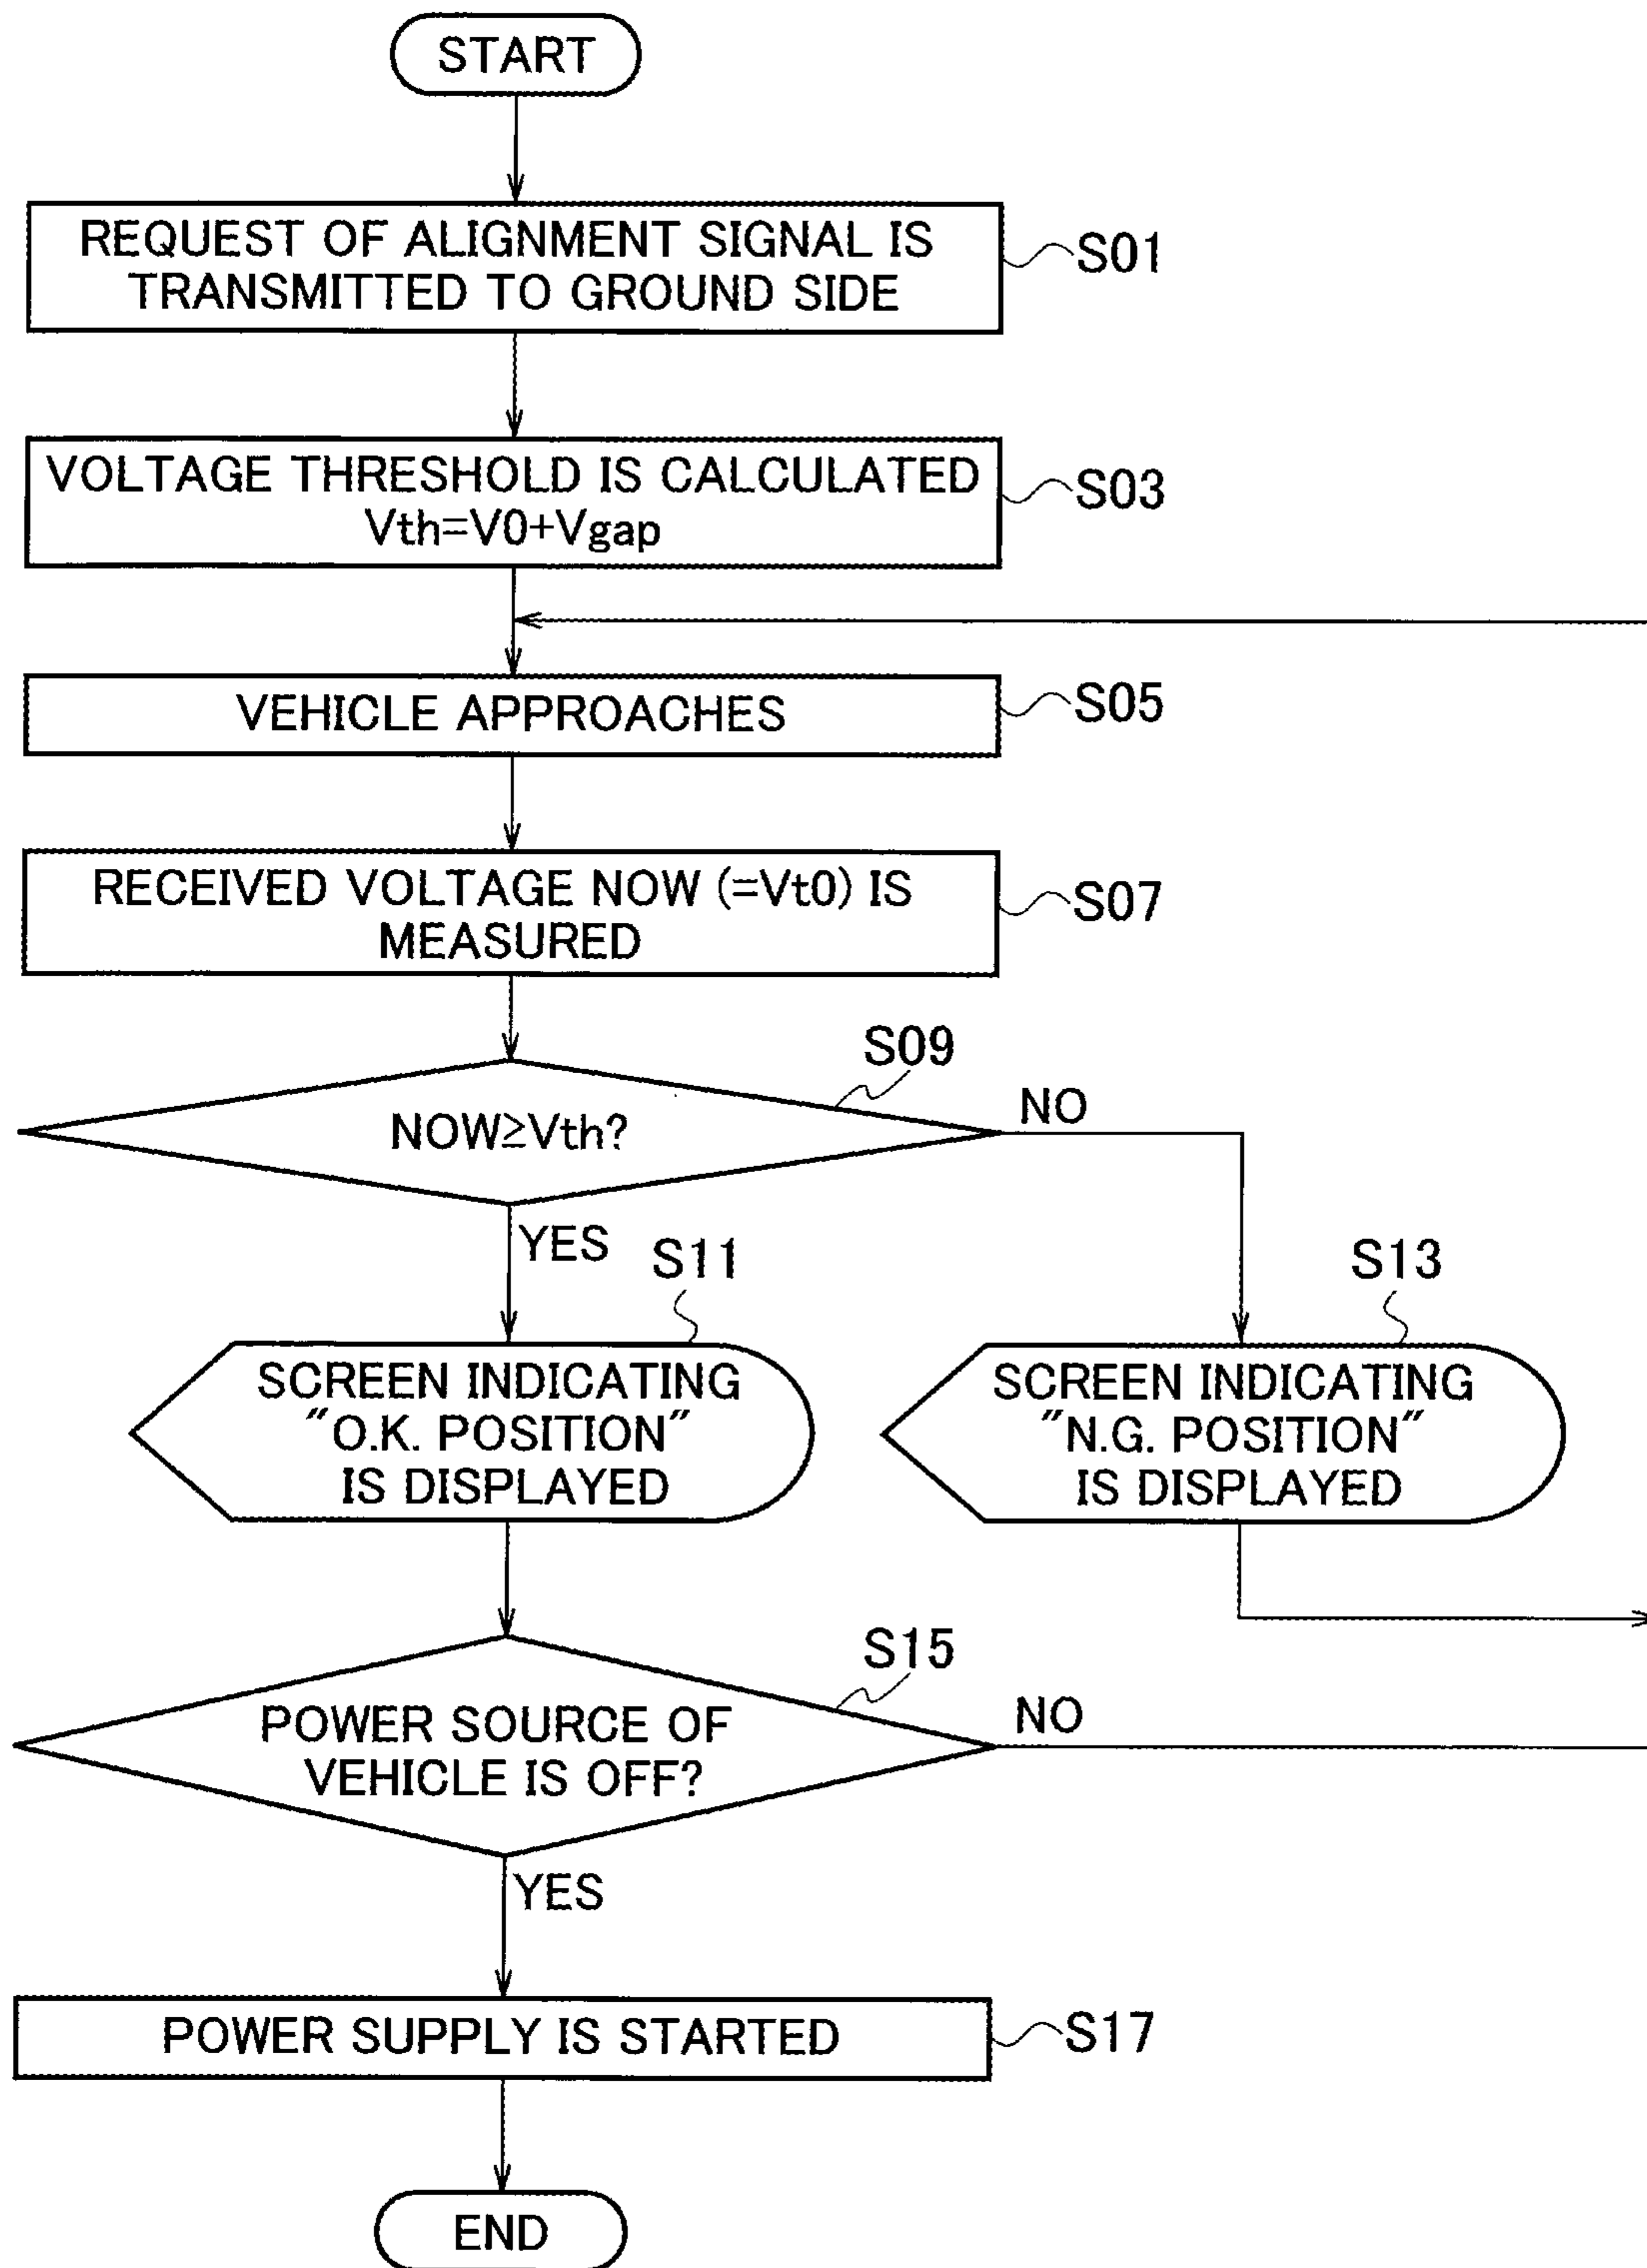 START
REQUEST OF ALIGNMENT SIGNAL IS
TRANSMITTED TO GROUND SIDE
S01
VOLTAGE THRESHOLD IS CALCULATED
Vth=V0+Vgap
S03
VEHICLE APPROACHES
S05
RECEIVED VOLTAGE NOW (=Vt0) IS
MEASURED
S07
S09
NOW≧Vth?
NO
YES
S11
SCREEN INDICATING
"O.K. POSITION"
IS DISPLAYED
S13
SCREEN INDICATING
"N.G. POSITION"
IS DISPLAYED
S15
POWER SOURCE OF
VEHICLE IS OFF?
NO
YES
POWER SUPPLY IS STARTED
S17
END